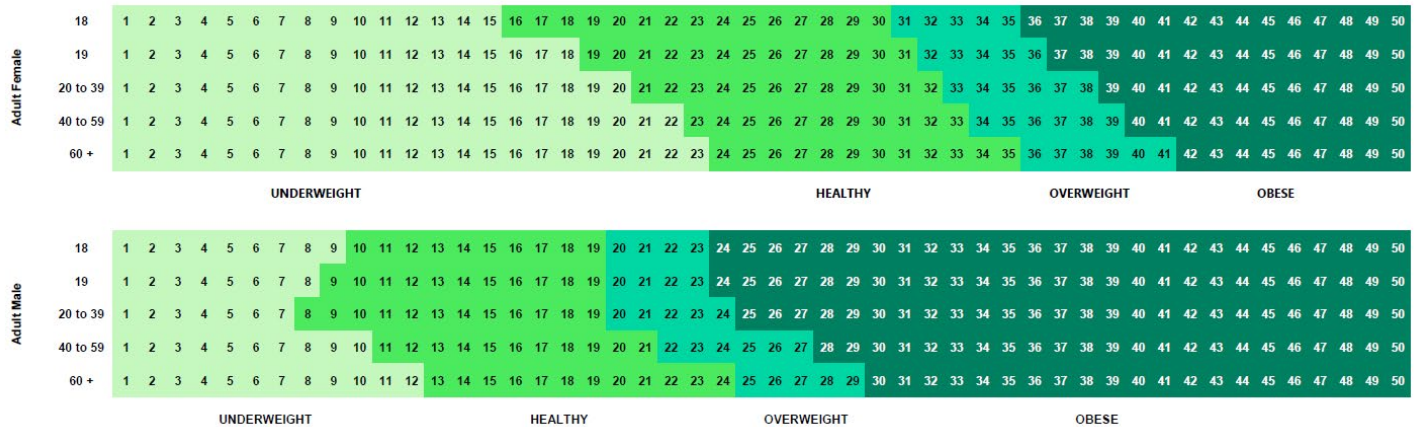 Adult Female
18 1 2 3 4 5 6 7 8 9 10 11 12 13 14 15 16 17 18 19 20 21 22 23 24 25 26 27 28 29 30 31 32 33 34 35 36 37 38 39 40 41 42 43 44 45 46 47 48 49 50
19 1 2 3 4 5 6 7 8 9 10 11 12 13 14 15 16 17 18 19 20 21 22 23 24 25 26 27 28 29 30 31 32 33 34 35 36 37 38 39 40 41 42 43 44 45 46 47 48 49 50
20 to 39 1 2 3 4 5 6 7 8 9 10 11 12 13 14 15 16 17 18 19 20 21 22 23 24 25 26 27 28 29 30 31 32 33 34 35 36 37 38 39 40 41 42 43 44 45 46 47 48 49 50
40 to 59 1 2 3 4 5 6 7 8 9 10 11 12 13 14 15 16 17 18 19 20 21 22 23 24 25 26 27 28 29 30 31 32 33 34 35 36 37 38 39 40 41 42 43 44 45 46 47 48 49 50
60 + 1 2 3 4 5 6 7 8 9 10 11 12 13 14 15 16 17 18 19 20 21 22 23 24 25 26 27 28 29 30 31 32 33 34 35 36 37 38 39 40 41 42 43 44 45 46 47 48 49 50
UNDERWEIGHT HEALTHY OVERWEIGHT OBESE
Adult Male
18 1 2 3 4 5 6 7 8 9 10 11 12 13 14 15 16 17 18 19 20 21 22 23 24 25 26 27 28 29 30 31 32 33 34 35 36 37 38 39 40 41 42 43 44 45 46 47 48 49 50
19 1 2 3 4 5 6 7 8 9 10 11 12 13 14 15 16 17 18 19 20 21 22 23 24 25 26 27 28 29 30 31 32 33 34 35 36 37 38 39 40 41 42 43 44 45 46 47 48 49 50
20 to 39 1 2 3 4 5 6 7 8 9 10 11 12 13 14 15 16 17 18 19 20 21 22 23 24 25 26 27 28 29 30 31 32 33 34 35 36 37 38 39 40 41 42 43 44 45 46 47 48 49 50
40 to 59 1 2 3 4 5 6 7 8 9 10 11 12 13 14 15 16 17 18 19 20 21 22 23 24 25 26 27 28 29 30 31 32 33 34 35 36 37 38 39 40 41 42 43 44 45 46 47 48 49 50
60 + 1 2 3 4 5 6 7 8 9 10 11 12 13 14 15 16 17 18 19 20 21 22 23 24 25 26 27 28 29 30 31 32 33 34 35 36 37 38 39 40 41 42 43 44 45 46 47 48 49 50
UNDERWEIGHT HEALTHY OVERWEIGHT OBESE